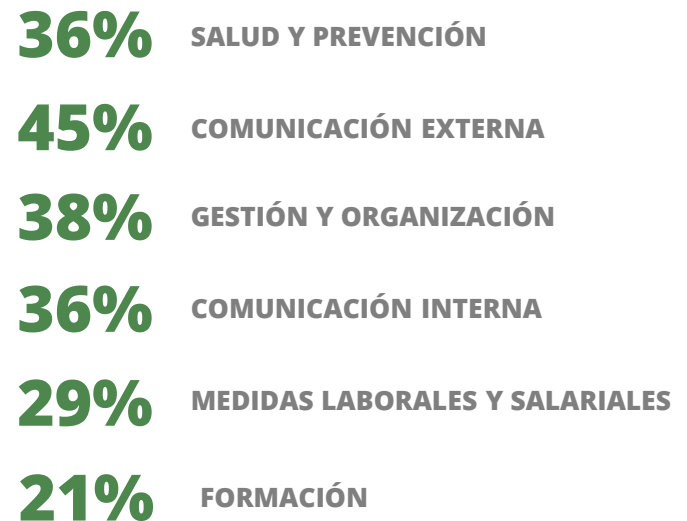 36% SALUD Y PREVENCIÓN
45% COMUNICACIÓN EXTERNA
38% GESTIÓN Y ORGANIZACIÓN
36% COMUNICACIÓN INTERNA
29% MEDIDAS LABORALES Y SALARIALES
21% FORMACIÓN